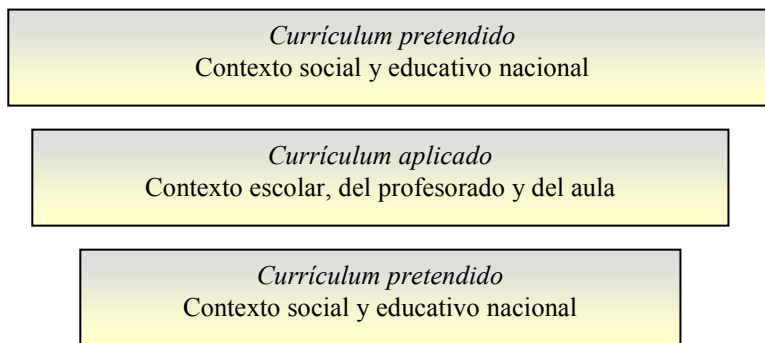 Currículum pretendido
Contexto social y educativo nacional
Currículum aplicado
Contexto escolar, del profesorado y del aula
Currículum pretendido
Contexto social y educativo nacional